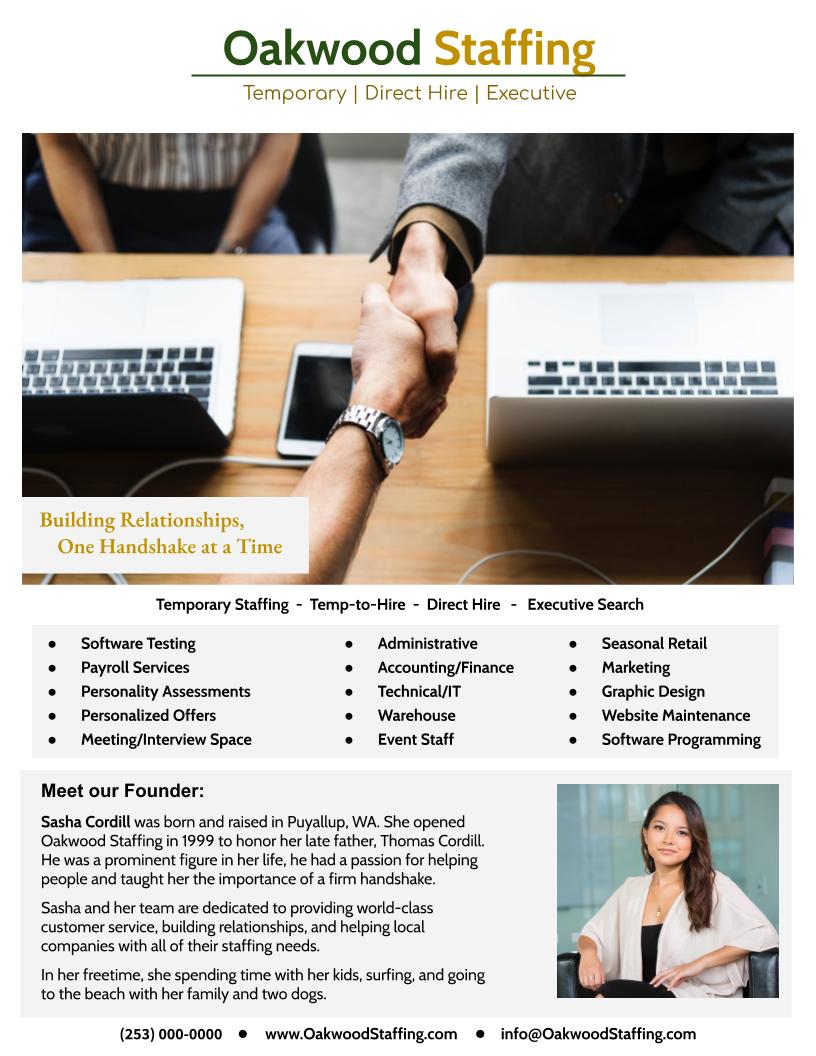 Oakwood Staffing
Temporary | Direct Hire | Executive
Building Relationships,
One Handshake at a Time
Temporary Staffing - Temp-to-Hire - Direct Hire - Executive Search
● Software Testing
● Payroll Services
● Personality Assessments
● Personalized Offers
● Meeting/Interview Space
● Administrative
● Accounting/Finance
● Technical/IT
● Warehouse
● Event Staff
● Seasonal Retail
● Marketing
● Graphic Design
● Website Maintenance
● Software Programming
Meet our Founder:
Sasha Cordill was born and raised in Puyallup, WA. She opened
Oakwood Staffing in 1999 to honor her late father, Thomas Cordill.
He was a prominent figure in her life, he had a passion for helping
people and taught her the importance of a firm handshake.
Sasha and her team are dedicated to providing world-class
customer service, building relationships, and helping local
companies with all of their staffing needs.
In her freetime, she spending time with her kids, surfing, and going
to the beach with her family and two dogs.
(253) 000-0000 ● www.OakwoodStaffing.com ● info@OakwoodStaffing.com